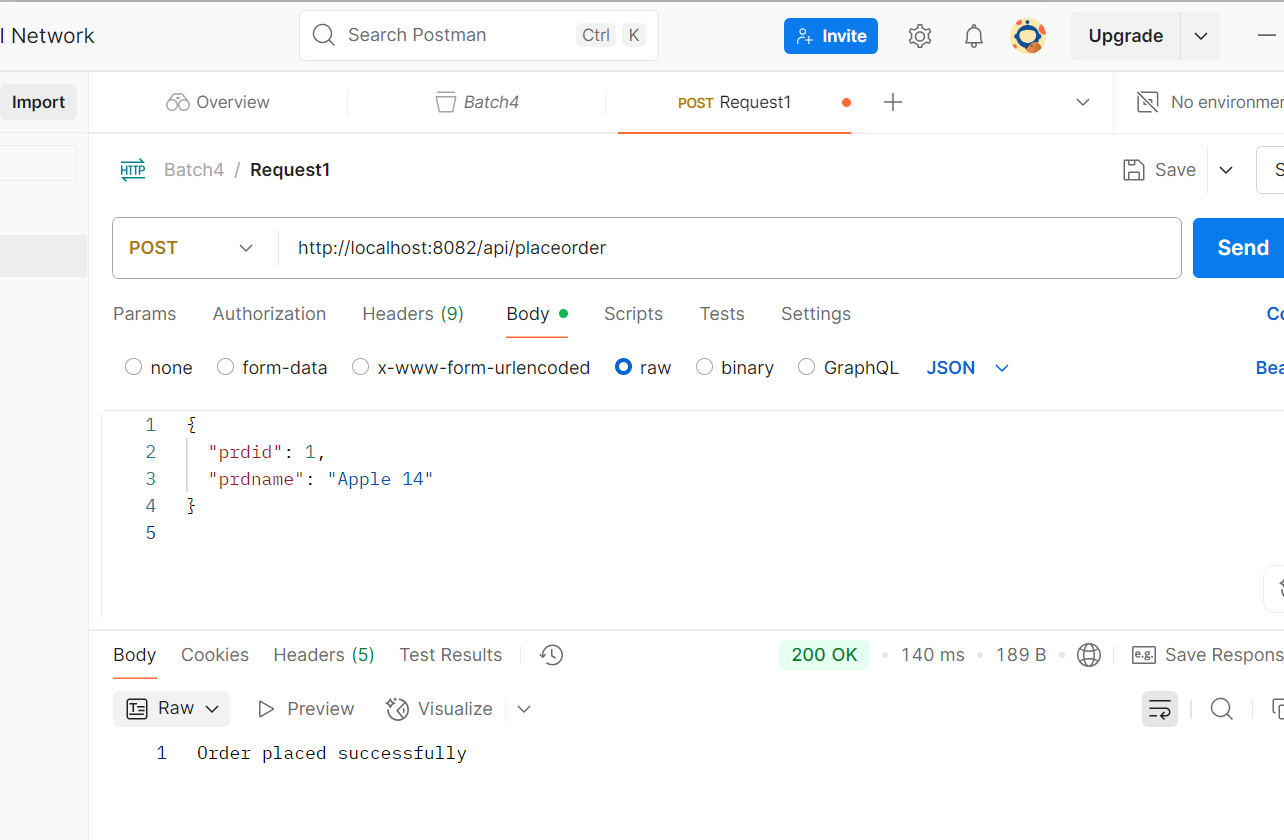 l Network
Search Postman
Ctrl K
Invite
Upgrade
Import
Overview
Batch4
POST Request1
No environmen
HTTP
Batch4 / Request1
Save
POST
http://localhost:8082/api/placeorder
Send
Params Authorization Headers (9) Body Scripts Tests Settings
Co
none form-data x-www-form-urlencoded raw binary GraphQL JSON
Bea
1 {
2 "prdid": 1,
3 "prdname": "Apple 14"
4 }
5
Body Cookies Headers (5) Test Results
200 OK • 140 ms • 189 B •
e.g. Save Respons
Raw Preview Visualize
1 Order placed successfully